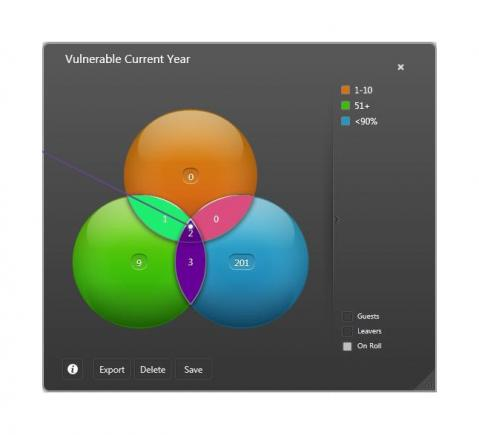 Vulnerable Current Year
1-10
51+
<90%
0
1
0
2
9
3
201
Guests
Leavers
On Roll
Export
Delete
Save